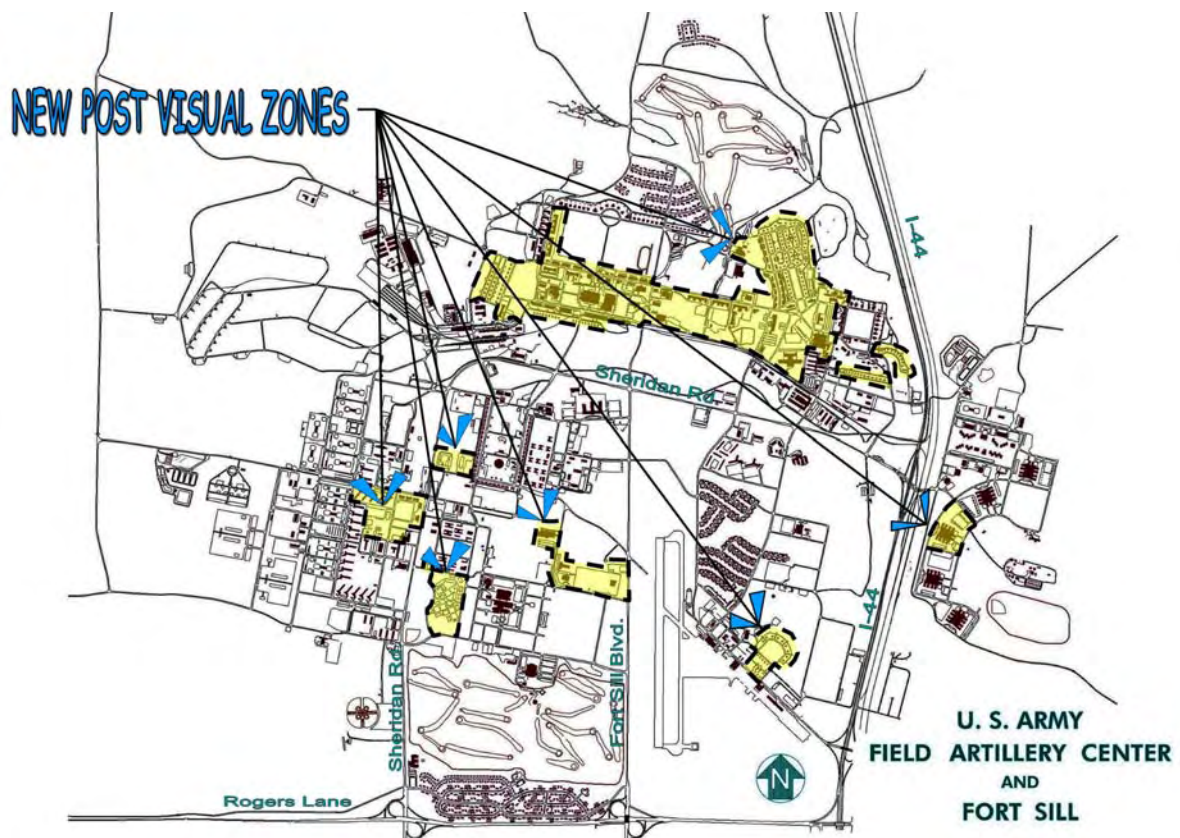 NEW POST VISUAL ZONES
I-44
Sheridan Rd.
I-44
Sheridan Rd.
Fort Sill Blvd.
Rogers Lane
N
U. S. ARMY
FIELD ARTILLERY CENTER
AND
FORT SILL